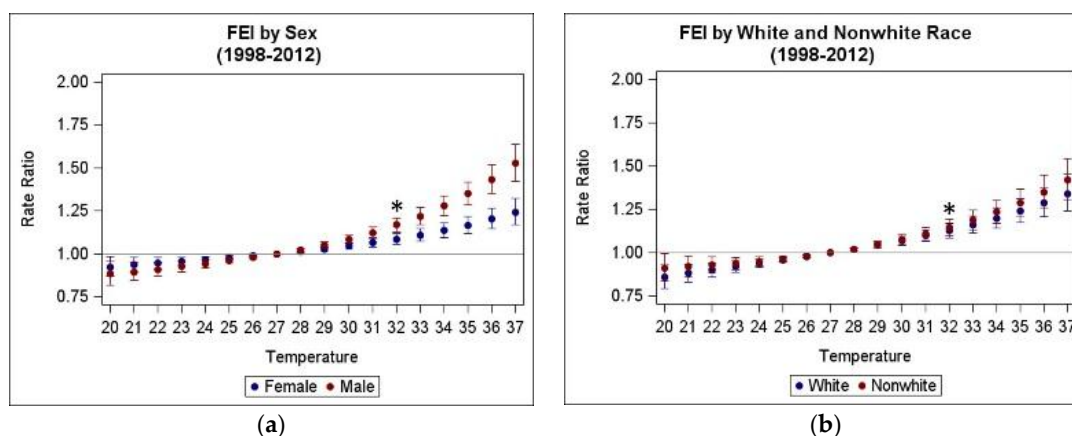 FEI by Sex
(1998-2012)
2.00
1.75
1.50
1.25
1.00
0.75
Rate Ratio
*
20 21 22 23 24 25 26 27 28 29 30 31 32 33 34 35 36 37
Temperature
Female Male
(a)
FEI by White and Nonwhite Race
(1998-2012)
2.00
1.75
1.50
1.25
1.00
0.75
Rate Ratio
*
20 21 22 23 24 25 26 27 28 29 30 31 32 33 34 35 36 37
Temperature
White Nonwhite
(b)